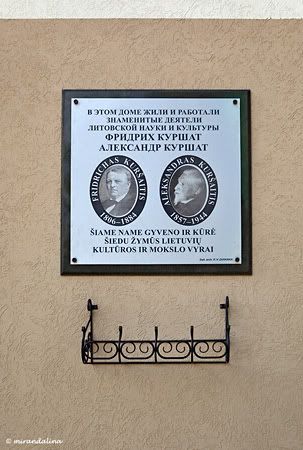 В ЭТОМ ДОМЕ ЖИЛИ И РАБОТАЛИ
ЗНАМЕНИТЫЕ ДЕЯТЕЛИ
ЛИТОВСКОЙ НАУКИ И КУЛЬТУРЫ
ФРИДРИХ КУРШАТ
АЛЕКСАНДР КУРШАТ
FRIDRICHAS KURŠAITIS
1806-1884
ALEKSANDRAS KURŠAITIS
1857-1944
ŠIAME NAME GYVENO IR KŪRĖ
ŠIEDU ŽYMŪS LIETUVIŲ
KULTŪROS IR MOKSLO VYRAI
© mirandalina